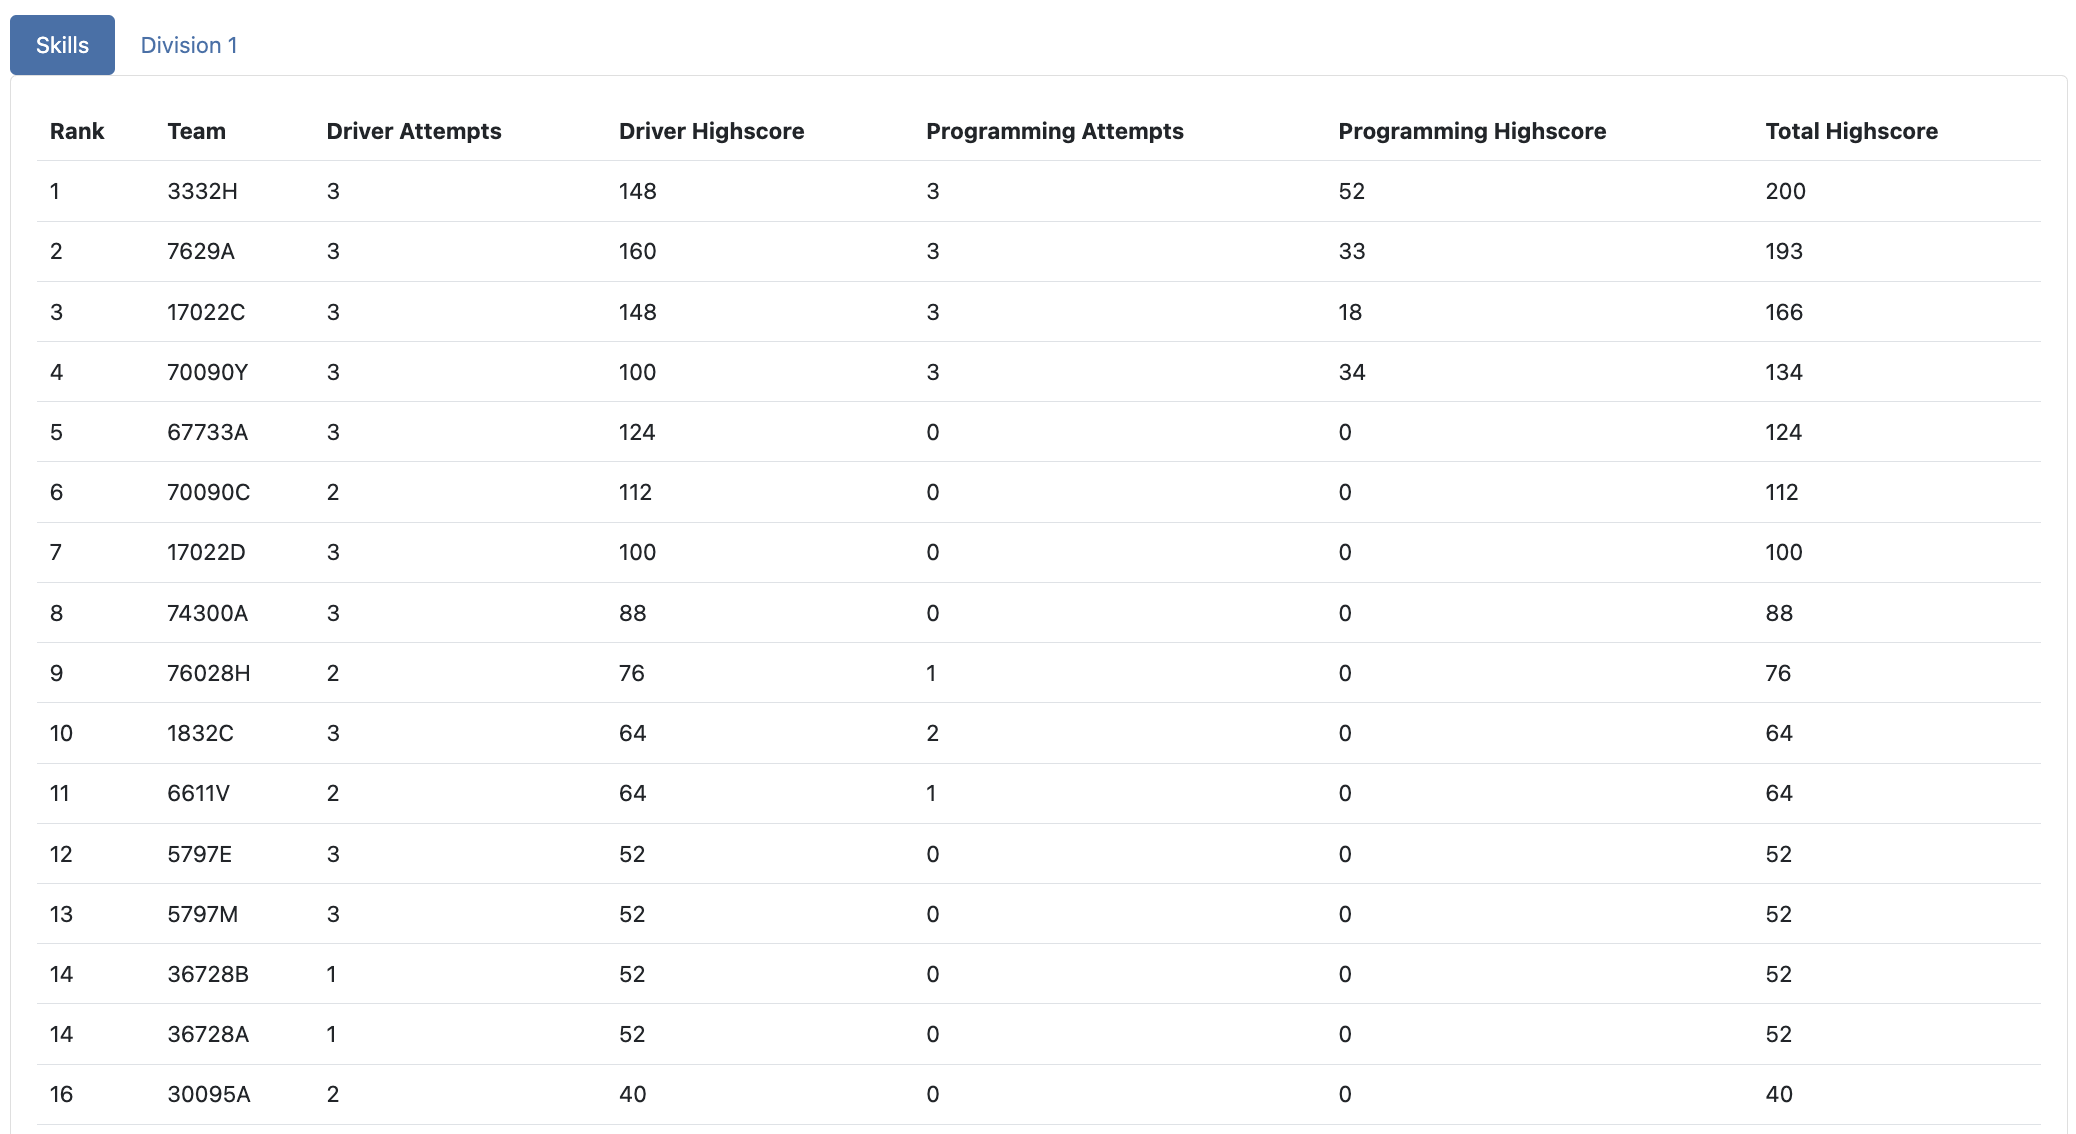 Skills Division 1
Rank Team Driver Attempts Driver Highscore Programming Attempts Programming Highscore Total Highscore
1 3332H 3 148 3 52 200
2 7629A 3 160 3 33 193
3 17022C 3 148 3 18 166
4 70090Y 3 100 3 34 134
5 67733A 3 124 0 0 124
6 70090C 2 112 0 0 112
7 17022D 3 100 0 0 100
8 74300A 3 88 0 0 88
9 76028H 2 76 1 0 76
10 1832C 3 64 2 0 64
11 6611V 2 64 1 0 64
12 5797E 3 52 0 0 52
13 5797M 3 52 0 0 52
14 36728B 1 52 0 0 52
14 36728A 1 52 0 0 52
16 30095A 2 40 0 0 40